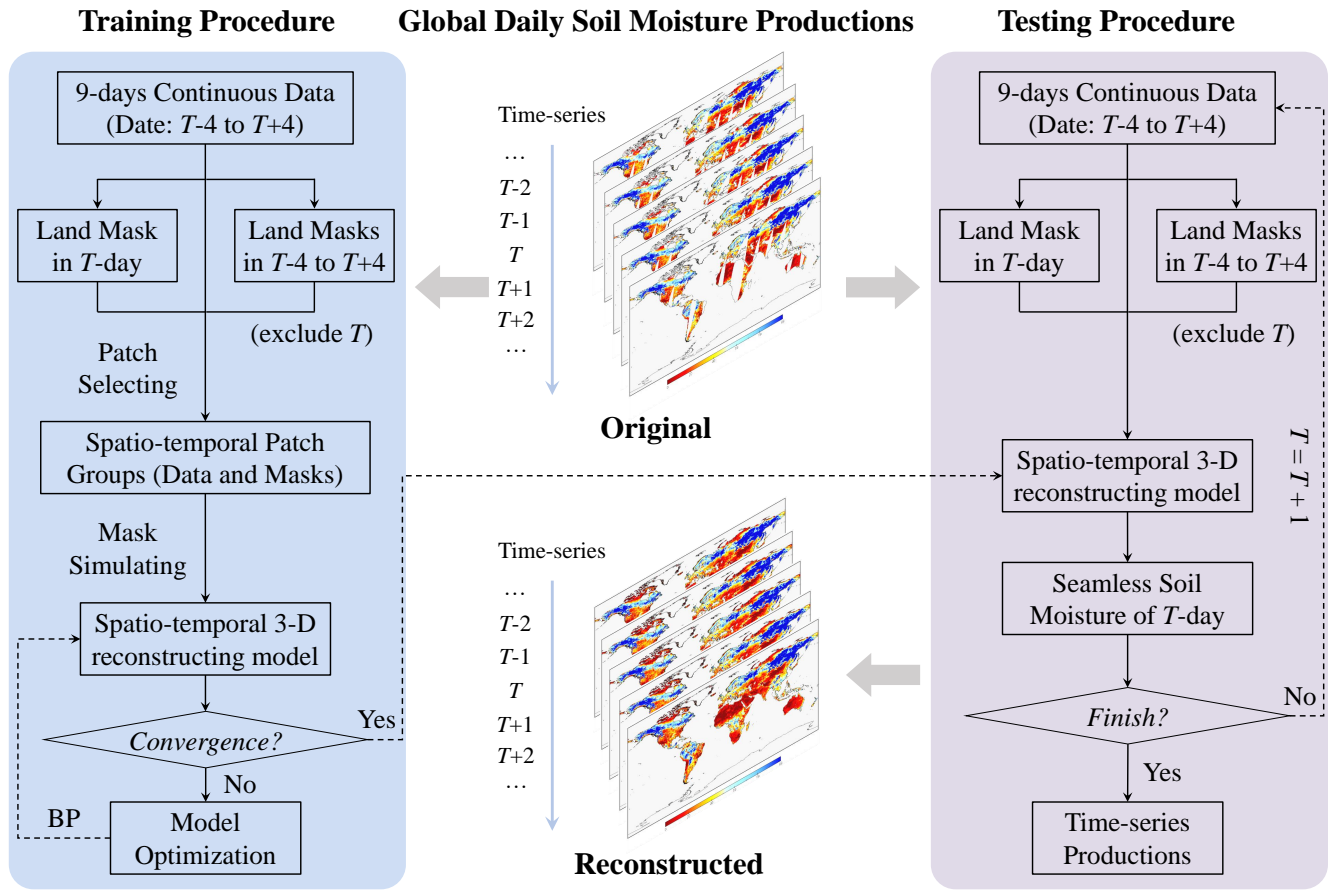 Training Procedure
9-days Continuous Data
(Date: T-4 to T+4)
Land Mask
in T-day
Land Masks
in T-4 to T+4
(exclude T)
Patch
Selecting
Spatio-temporal Patch
Groups (Data and Masks)
Mask
Simulating
Spatio-temporal 3-D
reconstructing model
Convergence?
Yes
No
BP
Model
Optimization
Global Daily Soil Moisture Productions
Time-series
…
T-2
T-1
T
T+1
T+2
…
Original
Time-series
…
T-2
T-1
T
T+1
T+2
…
Reconstructed
Testing Procedure
9-days Continuous Data
(Date: T-4 to T+4)
Land Mask
in T-day
Land Masks
in T-4 to T+4
(exclude T)
Spatio-temporal 3-D
reconstructing model
T = T + 1
Seamless Soil
Moisture of T-day
Finish?
No
Yes
Time-series
Productions